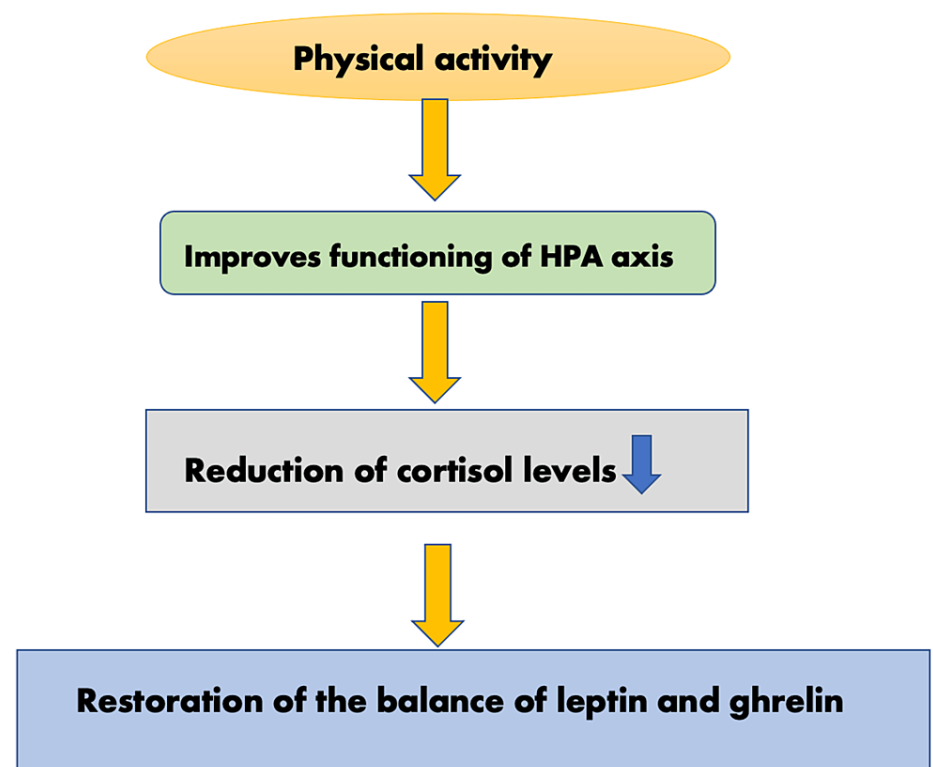 Physical activity
Improves functioning of HPA axis
Reduction of cortisol levels
Restoration of the balance of leptin and ghrelin